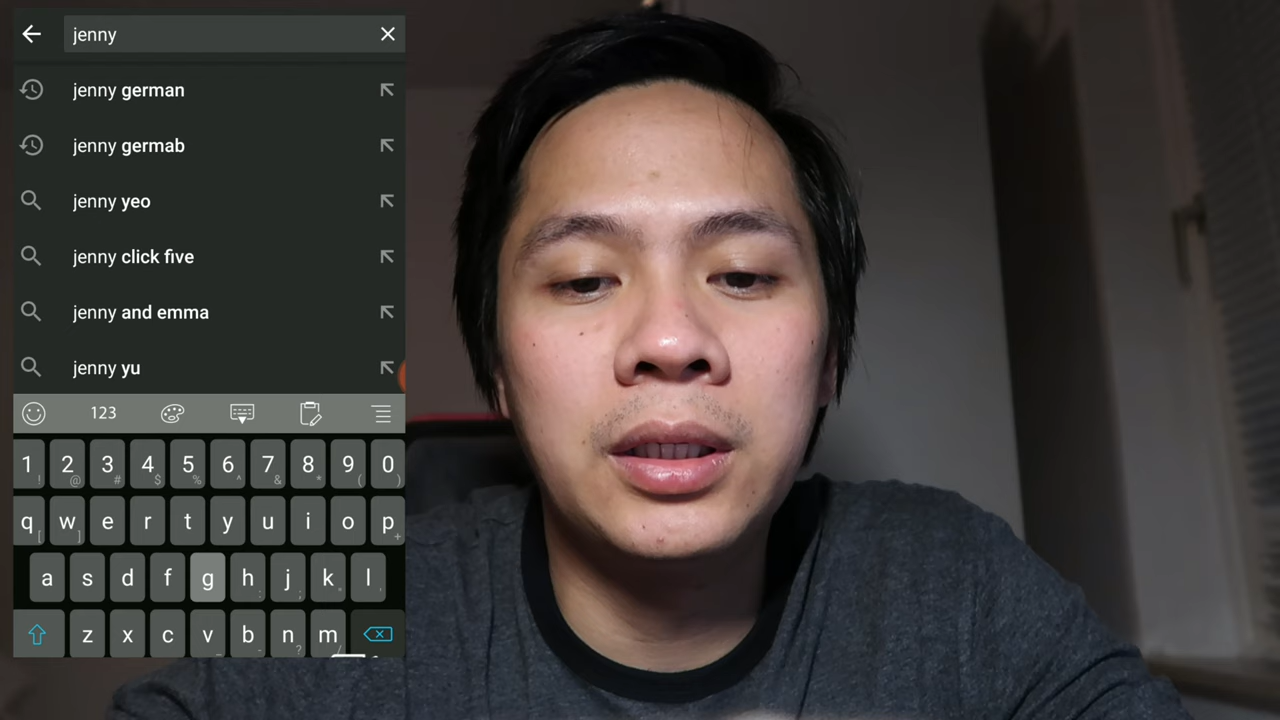 jenny
jenny german
jenny germab
jenny yeo
jenny click five
jenny and emma
jenny yu
123
1 2 3 4 5 6 7 8 9 0
! @ # $ % ^ & * ( )
q w e r t y u i o p
[ ] +
a s d f g h j k l
z x c v b n m